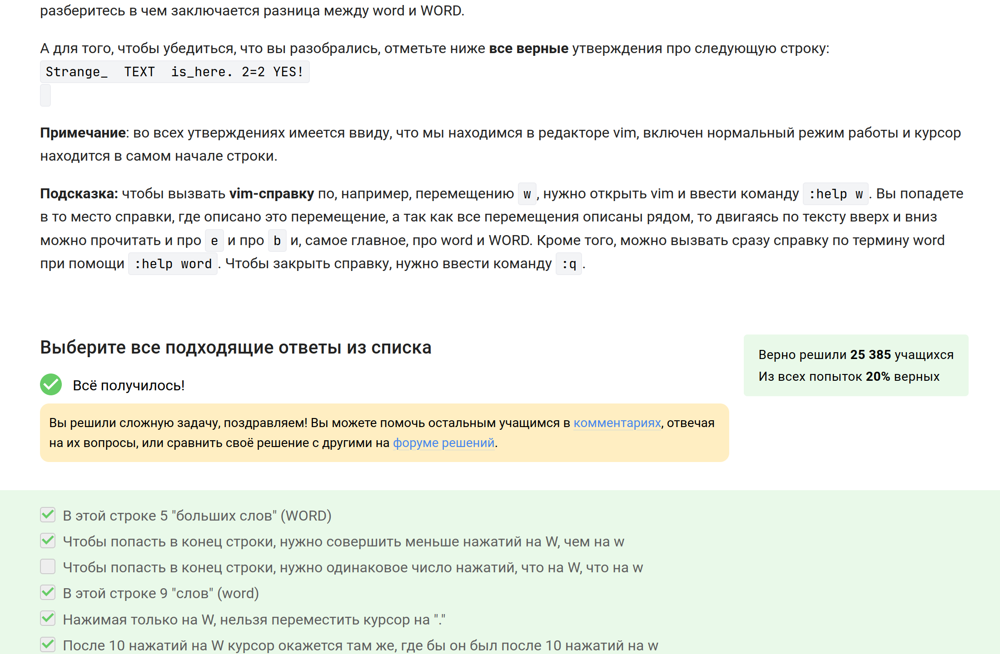 разберитесь в чем заключается разница между word и WORD.
А для того, чтобы убедиться, что вы разобрались, отметьте ниже все верные утверждения про следующую строку:
Strange_  TEXT  is_here. 2=2 YES!
Примечание: во всех утверждениях имеется ввиду, что мы находимся в редакторе vim, включен нормальный режим работы и курсор
находится в самом начале строки.
Подсказка: чтобы вызвать vim-справку по, например, перемещению w, нужно открыть vim и ввести команду :help w. Вы попадете
в то место справки, где описано это перемещение, а так как все перемещения описаны рядом, то двигаясь по тексту вверх и вниз
можно прочитать и про e и про b и, самое главное, про word и WORD. Кроме того, можно вызвать сразу справку по термину word
при помощи :help word. Чтобы закрыть справку, нужно ввести команду :q.
Выберите все подходящие ответы из списка
Верно решили 25 385 учащихся
Из всех попыток 20% верных
Всё получилось!
Вы решили сложную задачу, поздравляем! Вы можете помочь остальным учащимся в комментариях, отвечая
на их вопросы, или сравнить своё решение с другими на форуме решений.
В этой строке 5 "больших слов" (WORD)
Чтобы попасть в конец строки, нужно совершить меньше нажатий на W, чем на w
Чтобы попасть в конец строки, нужно одинаковое число нажатий, что на W, что на w
В этой строке 9 "слов" (word)
Нажимая только на W, нельзя переместить курсор на "."
После 10 нажатий на W курсор окажется там же, где бы он был после 10 нажатий на w